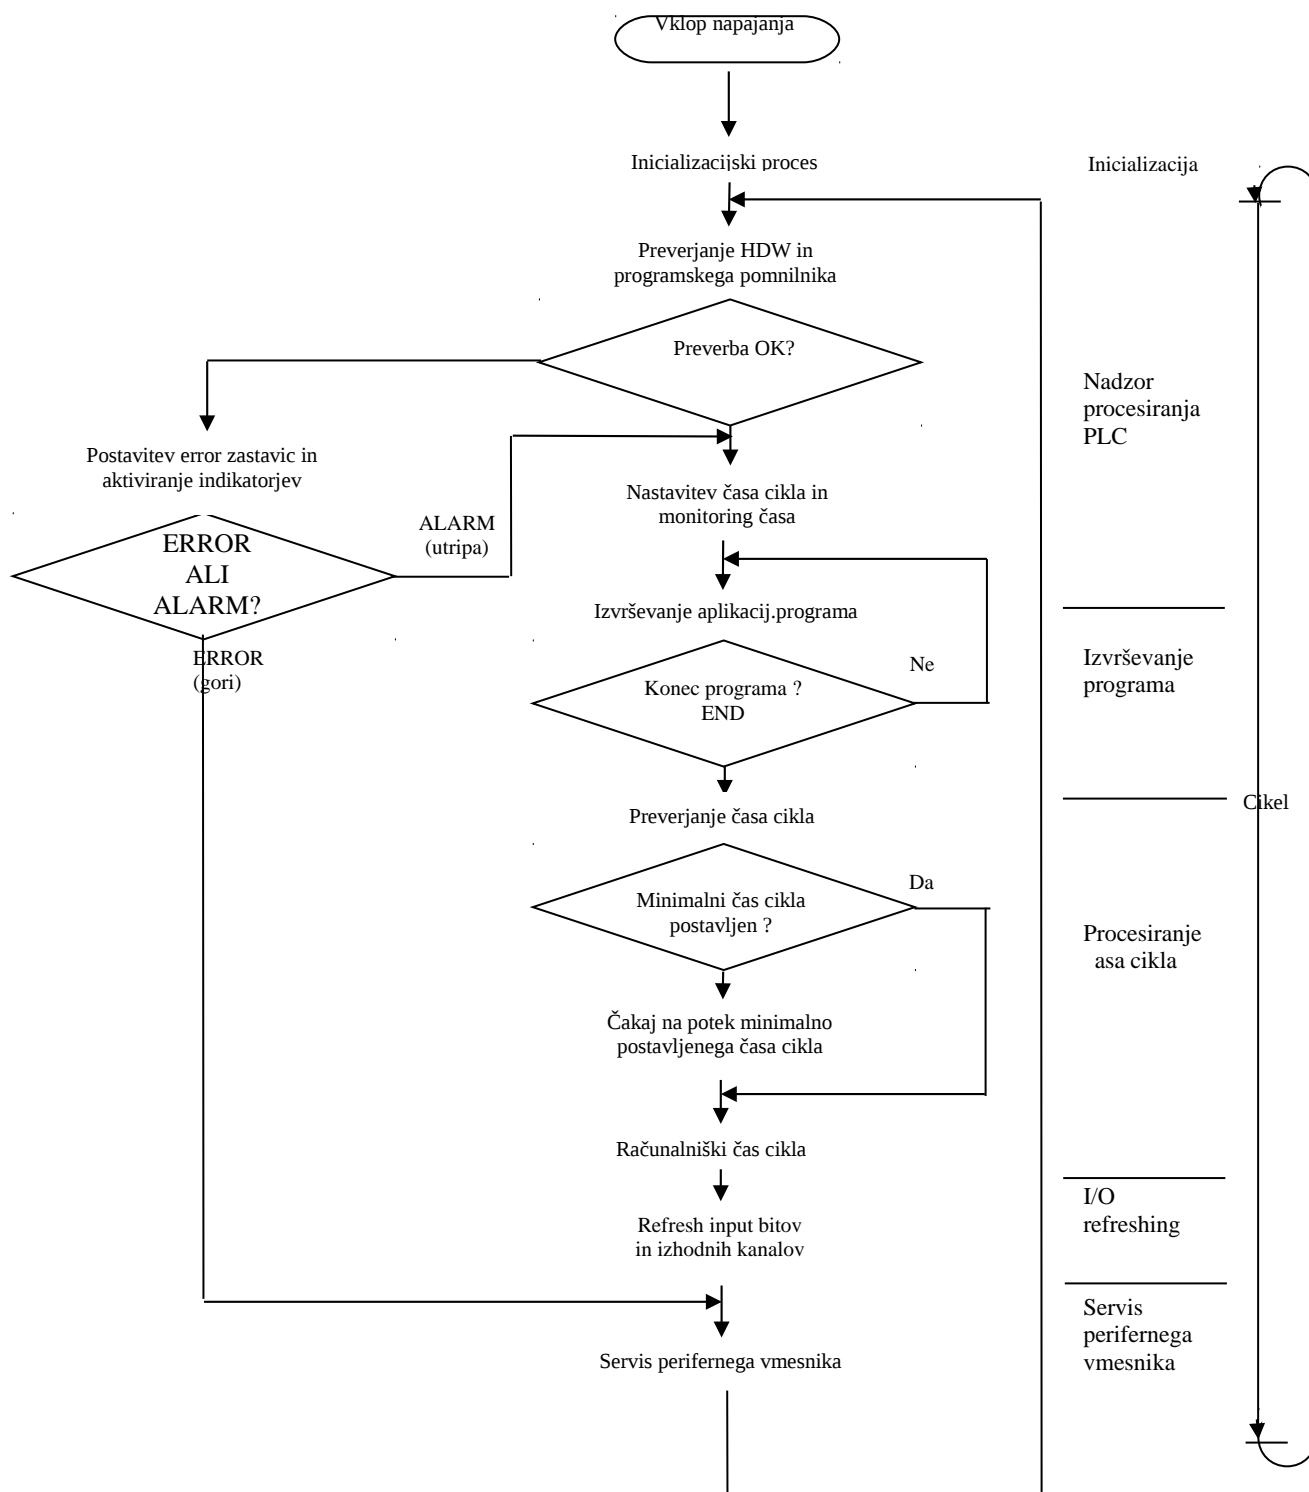 Vklop napajanja
Inicializacijski proces
Inicializacija
Preverjanje HDW in
programskega pomnilnika
Preverba OK?
Nadzor
procesiranja
PLC
Postavitev error zastavic in
aktiviranje indikatorjev
Nastavitev časa cikla in
monitoring časa
ALARM
(utripa)
ERROR
ALI
ALARM?
Izvrševanje aplikacij.programa
ERROR
(gori)
Ne
Izvrševanje
programa
Konec programa ?
END
Cikel
Preverjanje časa cikla
Da
Minimalni čas cikla
postavljen ?
Procesiranje
asa cikla
Čakaj na potek minimalno
postavljenega časa cikla
Računalniški čas cikla
I/O
refreshing
Refresh input bitov
in izhodnih kanalov
Servis
perifernega
vmesnika
Servis perifernega vmesnika